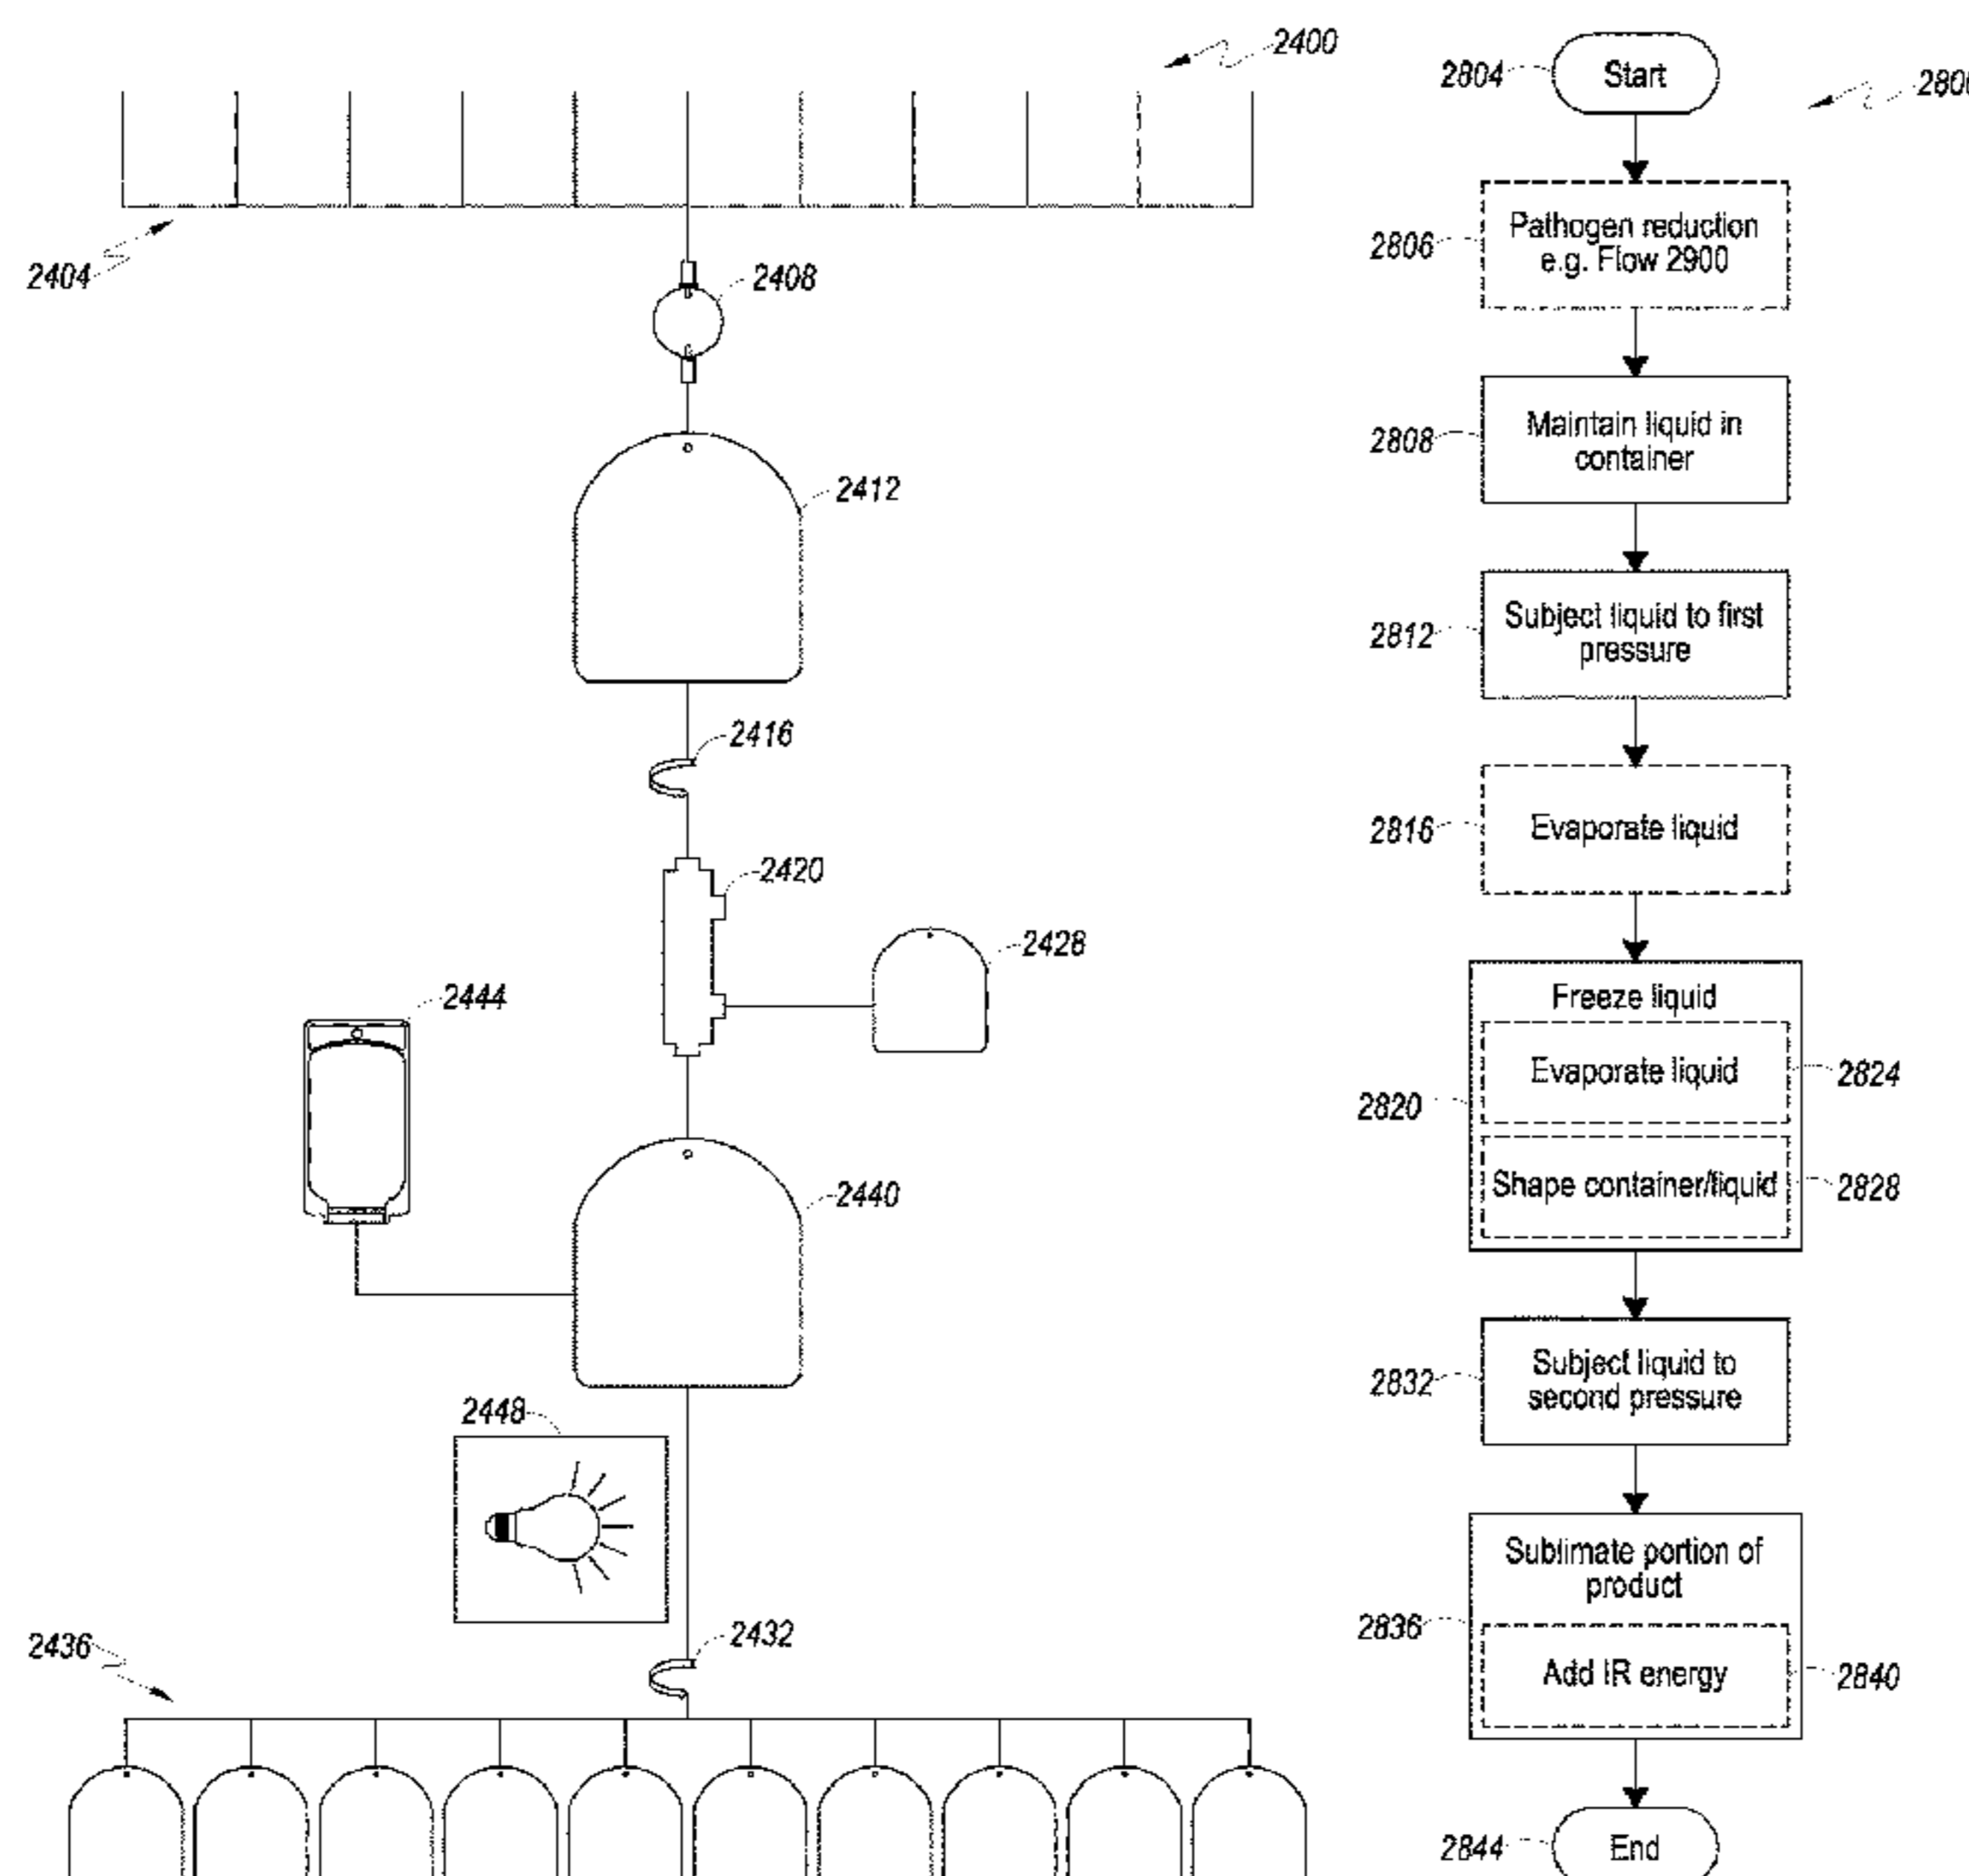 2400
2404
2408
2412
2416
2420
2428
2444
2440
2448
2432
2436
2804
Start
2806
Pathogen reduction
e.g. Flow 2900
2808
Maintain liquid in
container
2812
Subject liquid to first
pressure
2816
Evaporate liquid
Freeze liquid
2820
Evaporate liquid
2824
Shape container/liquid
2828
2832
Subject liquid to
second pressure
Sublimate portion of
product
2836
Add IR energy
2840
2844
End